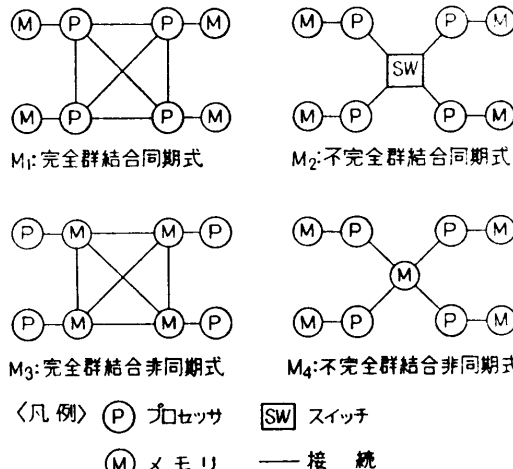 M P P M M P P M
SW
M P P M M P P M
M₁:完全群結合同期式 M₂:不完全群結合同期式
P M M P M P P M
M
P M M P M P P M
M₃:完全群結合非同期式 M₄:不完全群結合非同期式
〈凡例〉 P プロセッサ SW スイッチ
M メモリ 接続